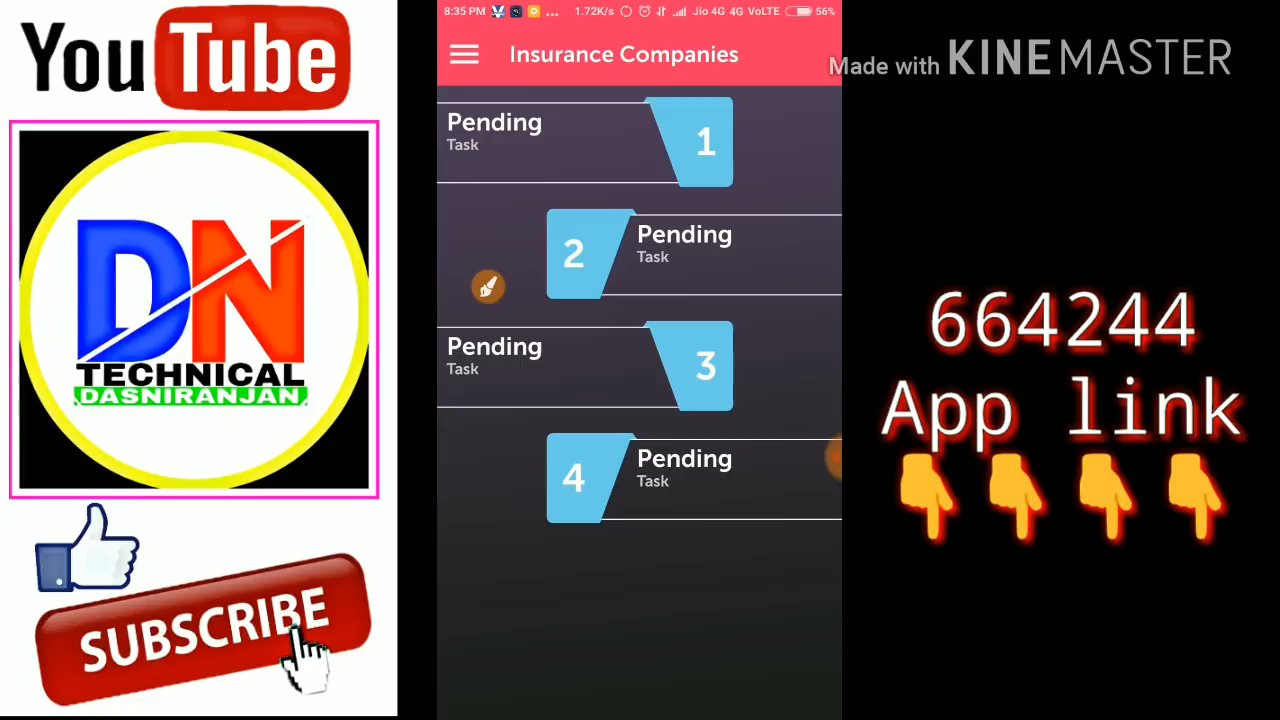 YouTube
DN
TECHNICAL
DASNIRANJAN
SUBSCRIBE
8:35 PM ... 1.72K/s Jio 4G 4G VoLTE 56%
Insurance Companies
Pending
Task
1
2
Pending
Task
Pending
Task
3
4
Pending
Task
Made with KINEMASTER
664244
App link